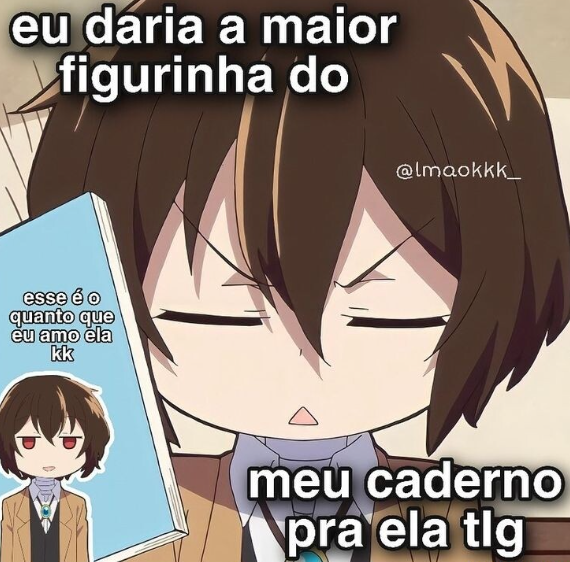 eu daria a maior
figurinha do
@lmaokkk_
esse é o
quanto que
eu amo ela
kk
meu caderno
pra ela tlg